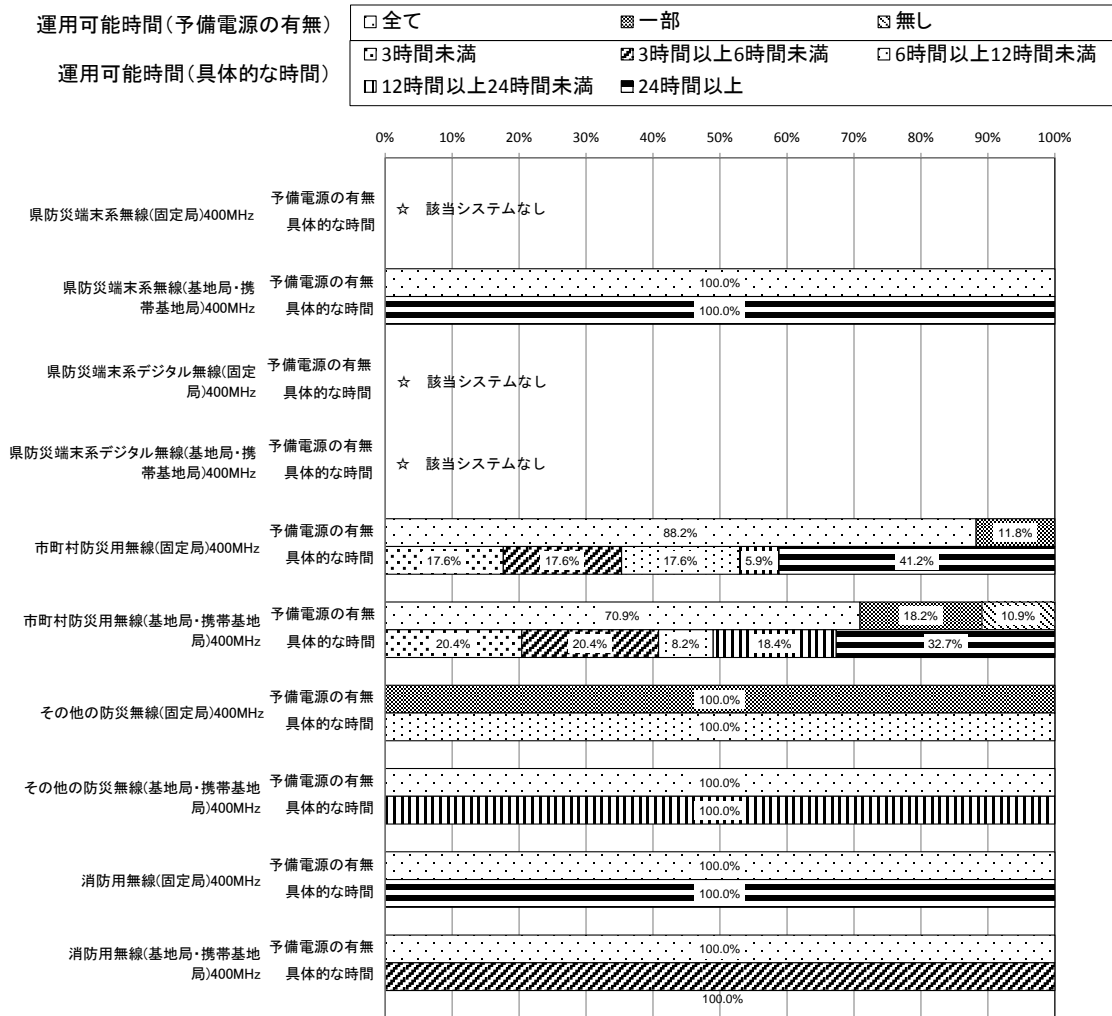 運用可能時間(予備電源の有無)
全て 一部 無し
運用可能時間(具体的な時間)
3時間未満 3時間以上6時間未満 6時間以上12時間未満
12時間以上24時間未満 24時間以上
0% 10% 20% 30% 40% 50% 60% 70% 80% 90% 100%
県防災端末系無線(固定局)400MHz
予備電源の有無
具体的な時間
☆ 該当システムなし
県防災端末系無線(基地局・携
帯基地局)400MHz
予備電源の有無
100.0%
具体的な時間
100.0%
県防災端末系デジタル無線(固定
局)400MHz
予備電源の有無
具体的な時間
☆ 該当システムなし
県防災端末系デジタル無線(基地局・携
帯基地局)400MHz
予備電源の有無
具体的な時間
☆ 該当システムなし
市町村防災用無線(固定局)400MHz
予備電源の有無
88.2% 11.8%
具体的な時間
17.6% 17.6% 17.6% 5.9% 41.2%
市町村防災用無線(基地局・携帯基地
局)400MHz
予備電源の有無
70.9% 18.2% 10.9%
具体的な時間
20.4% 20.4% 8.2% 18.4% 32.7%
その他の防災無線(固定局)400MHz
予備電源の有無
100.0%
具体的な時間
100.0%
その他の防災無線(基地局・携帯基地
局)400MHz
予備電源の有無
100.0%
具体的な時間
100.0%
消防用無線(固定局)400MHz
予備電源の有無
100.0%
具体的な時間
100.0%
消防用無線(基地局・携帯基地
局)400MHz
予備電源の有無
100.0%
具体的な時間
100.0%